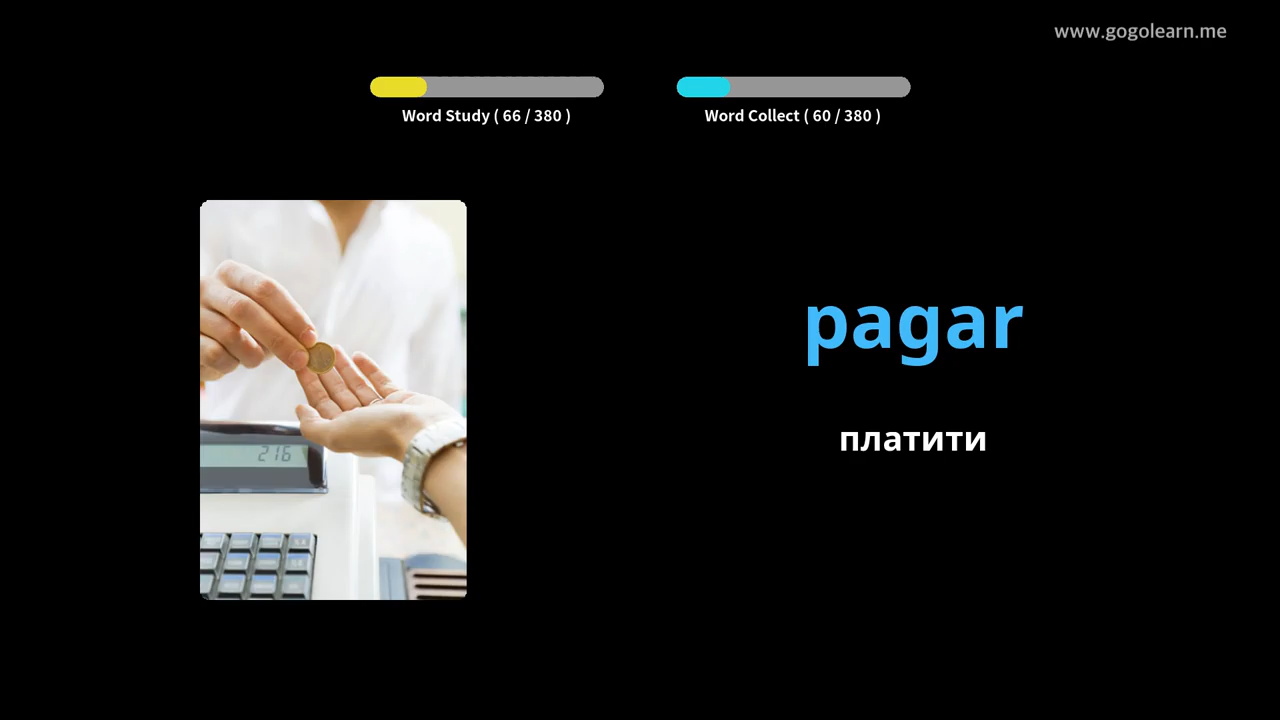 www.gogolearn.me
Word Study ( 66 / 380 )
Word Collect ( 60 / 380 )
pagar
платити
216